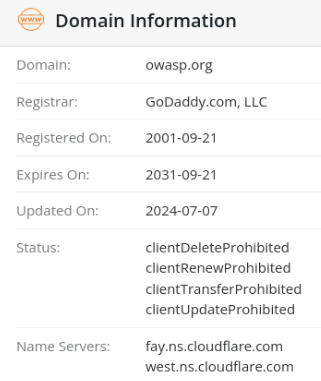 www
Domain Information
Domain: owasp.org
Registrar: GoDaddy.com, LLC
Registered On: 2001-09-21
Expires On: 2031-09-21
Updated On: 2024-07-07
Status: clientDeleteProhibited
clientRenewProhibited
clientTransferProhibited
clientUpdateProhibited
Name Servers: fay.ns.cloudflare.com
west.ns.cloudflare.com